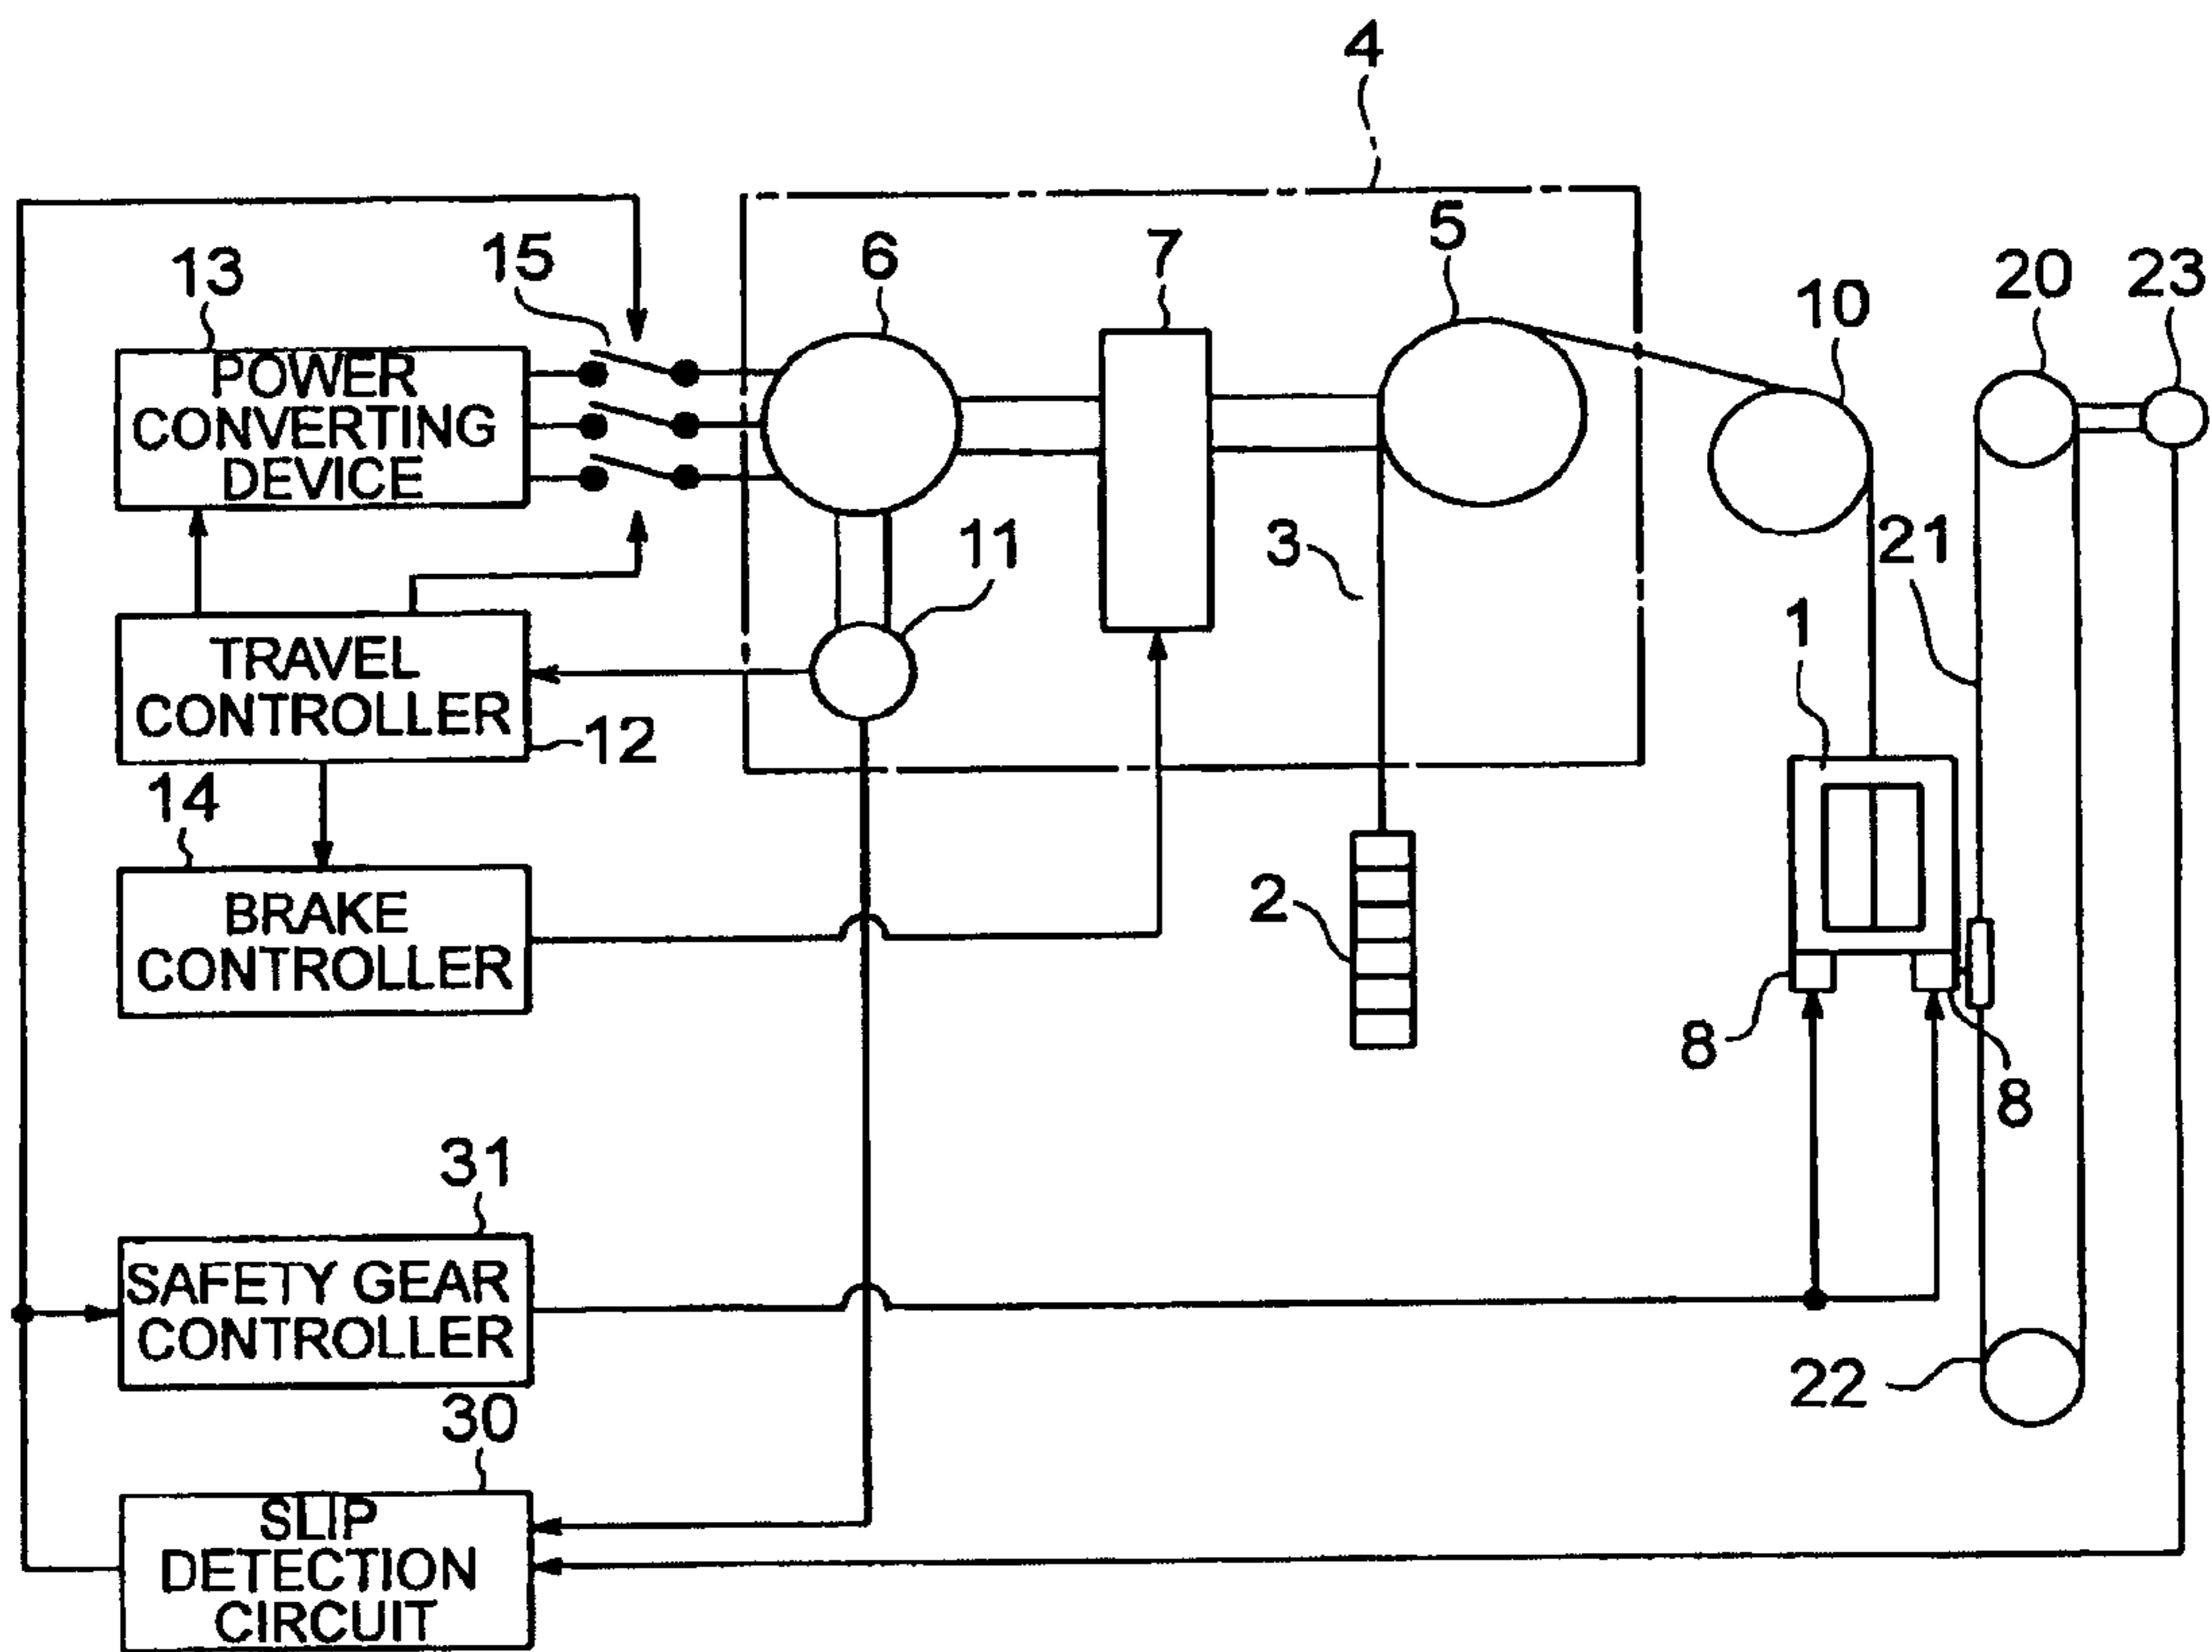 4
5
7
6
15
13
20
23
10
POWER
CONVERTING
DEVICE
11
3
21
1
TRAVEL
CONTROLLER
12
14
2
BRAKE
CONTROLLER
8
8
31
SAFETY GEAR
CONTROLLER
22
30
SLIP
DETECTION
CIRCUIT